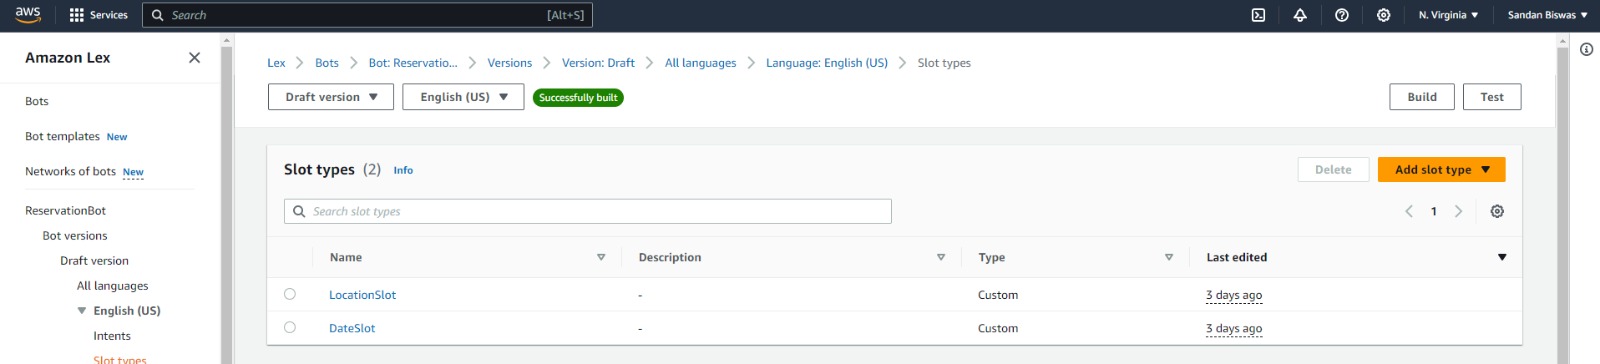 aws Services Search [Alt+S] N. Virginia Sandan Biswas
Amazon Lex
Bots
Bot templates New
Networks of bots New
ReservationBot
Bot versions
Draft version
All languages
English (US)
Intents
Slot types
Lex Bots Bot: Reservatio... Versions Version: Draft All languages Language: English (US) Slot types
Draft version English (US) Successfully built Build Test
Slot types (2) Info Delete Add slot type
Search slot types 1
Name Description Type Last edited
LocationSlot - Custom 3 days ago
DateSlot - Custom 3 days ago